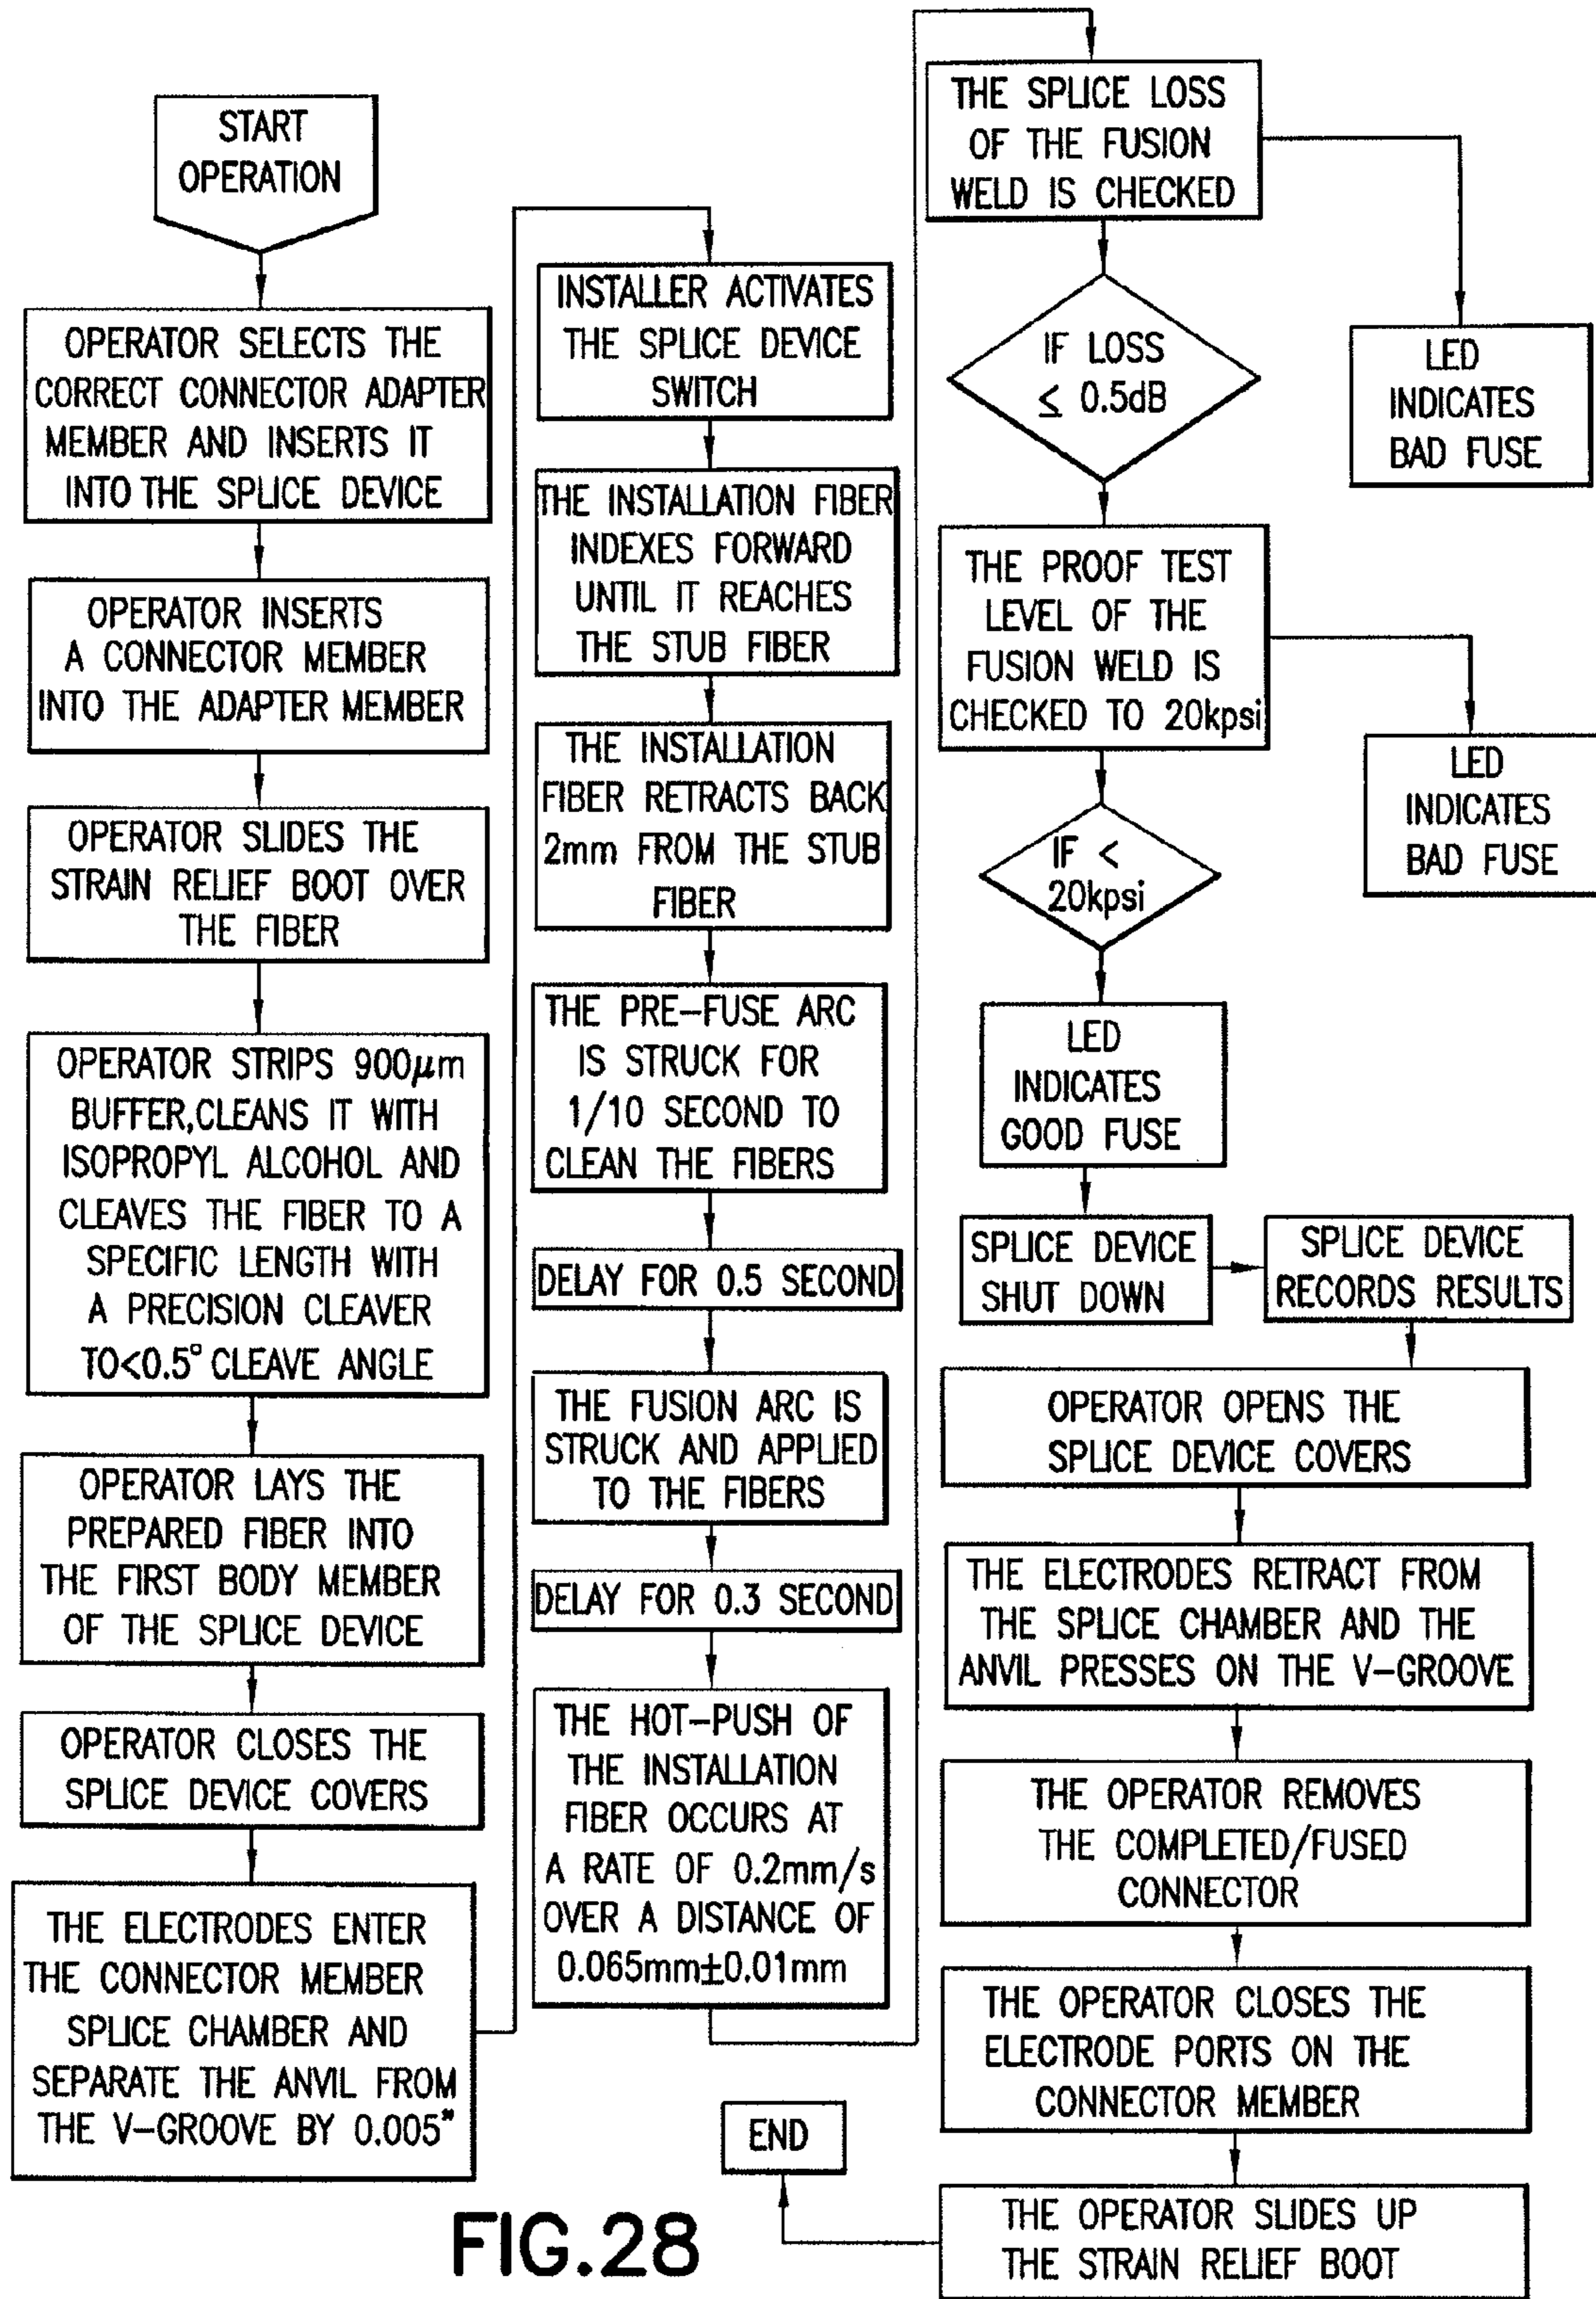 START
OPERATION
OPERATOR SELECTS THE
CORRECT CONNECTOR ADAPTER
MEMBER AND INSERTS IT
INTO THE SPLICE DEVICE
OPERATOR INSERTS
A CONNECTOR MEMBER
INTO THE ADAPTER MEMBER
OPERATOR SLIDES THE
STRAIN RELIEF BOOT OVER
THE FIBER
OPERATOR STRIPS 900μm
BUFFER, CLEANS IT WITH
ISOPROPYL ALCOHOL AND
CLEAVES THE FIBER TO A
SPECIFIC LENGTH WITH
A PRECISION CLEAVER
TO<0.5° CLEAVE ANGLE
OPERATOR LAYS THE
PREPARED FIBER INTO
THE FIRST BODY MEMBER
OF THE SPLICE DEVICE
OPERATOR CLOSES THE
SPLICE DEVICE COVERS
THE ELECTRODES ENTER
THE CONNECTOR MEMBER
SPLICE CHAMBER AND
SEPARATE THE ANVIL FROM
THE V-GROOVE BY 0.005"
INSTALLER ACTIVATES
THE SPLICE DEVICE
SWITCH
THE INSTALLATION FIBER
INDEXES FORWARD
UNTIL IT REACHES
THE STUB FIBER
THE INSTALLATION
FIBER RETRACTS BACK
2mm FROM THE STUB
FIBER
THE PRE-FUSE ARC
IS STRUCK FOR
1/10 SECOND TO
CLEAN THE FIBERS
DELAY FOR 0.5 SECOND
THE FUSION ARC IS
STRUCK AND APPLIED
TO THE FIBERS
DELAY FOR 0.3 SECOND
THE HOT-PUSH OF
THE INSTALLATION
FIBER OCCURS AT
A RATE OF 0.2mm/s
OVER A DISTANCE OF
0.065mm±0.01mm
THE SPLICE LOSS
OF THE FUSION
WELD IS CHECKED
IF LOSS
≤ 0.5dB
LED
INDICATES
BAD FUSE
THE PROOF TEST
LEVEL OF THE
FUSION WELD IS
CHECKED TO 20kpsi
LED
INDICATES
BAD FUSE
IF <
20kpsi
LED
INDICATES
GOOD FUSE
SPLICE DEVICE
SHUT DOWN
SPLICE DEVICE
RECORDS RESULTS
OPERATOR OPENS THE
SPLICE DEVICE COVERS
THE ELECTRODES RETRACT FROM
THE SPLICE CHAMBER AND THE
ANVIL PRESSES ON THE V-GROOVE
THE OPERATOR REMOVES
THE COMPLETED/FUSED
CONNECTOR
THE OPERATOR CLOSES THE
ELECTRODE PORTS ON THE
CONNECTOR MEMBER
THE OPERATOR SLIDES UP
THE STRAIN RELIEF BOOT
END
FIG.28